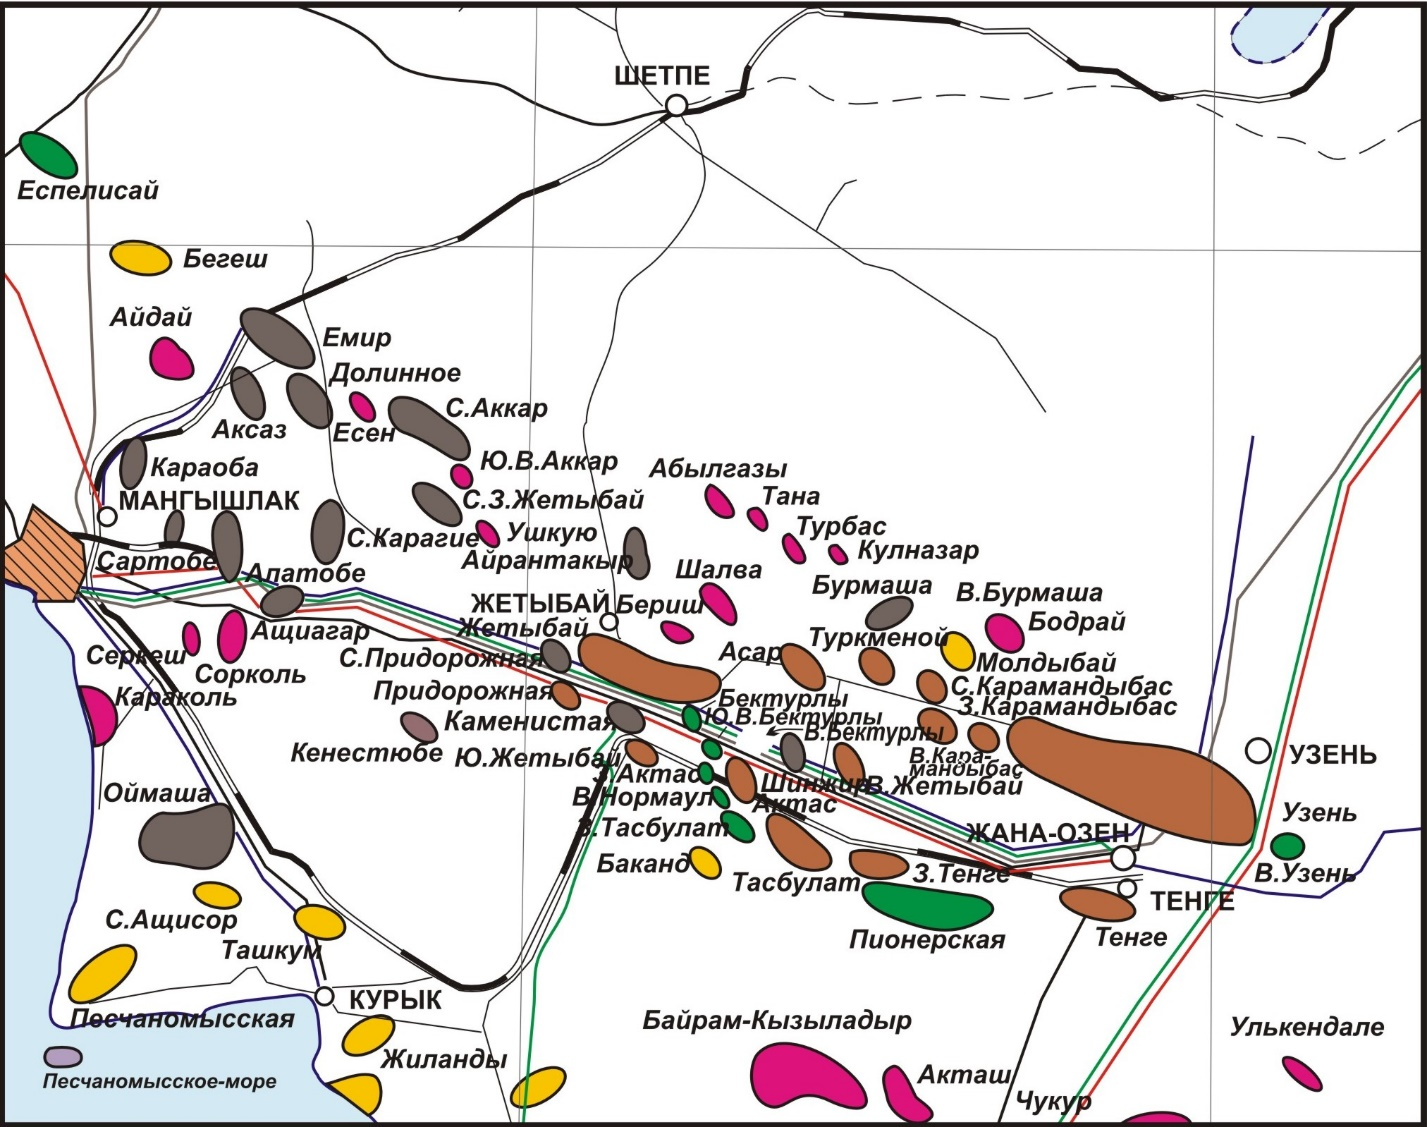 ШЕТПЕ
Еспелисай
Бегеш
Айдай
Емир
Долинное
С.Аккар
Аксаз
Есен
Караоба
Ю.В.Аккар
МАНГЫШЛАК
С.З.Жетыбай
Абылгазы
Тана
Турбас
Ушкую
С.Карагие
Кулназар
Сартобе
Айрантакыр
Алатобе
Шалва
Бурмаша
В.Бурмаша
ЖЕТЫБАЙ
Бериш
Бодрай
Ащиагар
Жетыбай
Туркменой
Серкеш
С.Придорожная
Асар
Молдыбай
Сорколь
Караколь
Придорожная
С.Карамандыбас
Бектурлы
З.Карамандыбас
Каменистая
Ю.В.Бектурлы
В.Бектурлы
Кенестюбе
Ю.Жетыбай
В.Кара-
мандыбас
УЗЕНЬ
З.Актас
Шинжир
В.Жетыбай
Оймаша
В.Нормаул
Актас
Узень
З.Тасбулат
ЖАНА-ОЗЕН
Баканд
Тасбулат
З.Тенге
В.Узень
ТЕНГЕ
С.Ащисор
Ташкум
Пионерская
Тенге
КУРЫК
Песчаномысская
Байрам-Кызыладыр
Улькендале
Жиланды
Песчаномысское-море
Акташ
Чукур